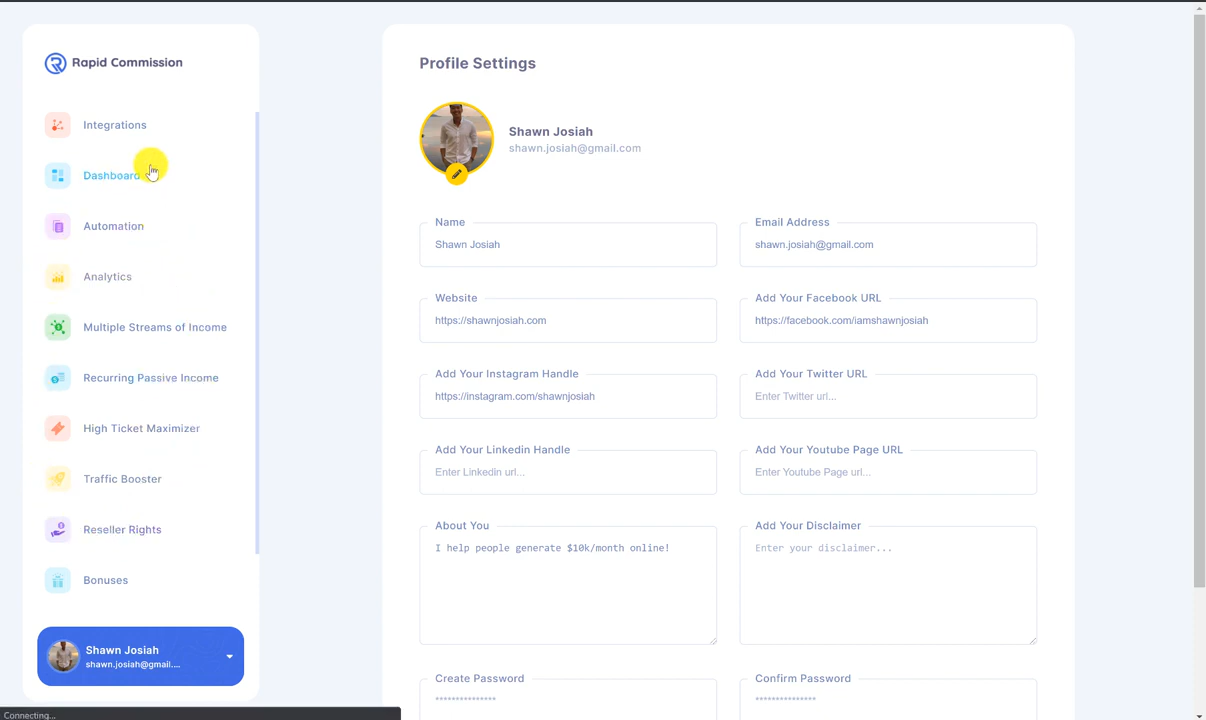 Rapid Commission
Integrations
Dashboard
Automation
Analytics
Multiple Streams of Income
Recurring Passive Income
High Ticket Maximizer
Traffic Booster
Reseller Rights
Bonuses
Shawn Josiah
shawn.josiah@gmail....
Connecting...
Profile Settings
Shawn Josiah
shawn.josiah@gmail.com
Name
Shawn Josiah
Email Address
shawn.josiah@gmail.com
Website
https://shawnjosiah.com
Add Your Facebook URL
https://facebook.com/iamshawnjosiah
Add Your Instagram Handle
https://instagram.com/shawnjosiah
Add Your Twitter URL
Enter Twitter url...
Add Your Linkedin Handle
Enter Linkedin url...
Add Your Youtube Page URL
Enter Youtube Page url...
About You
I help people generate $10k/month online!
Add Your Disclaimer
Enter your disclaimer...
Create Password
***************
Confirm Password
***************